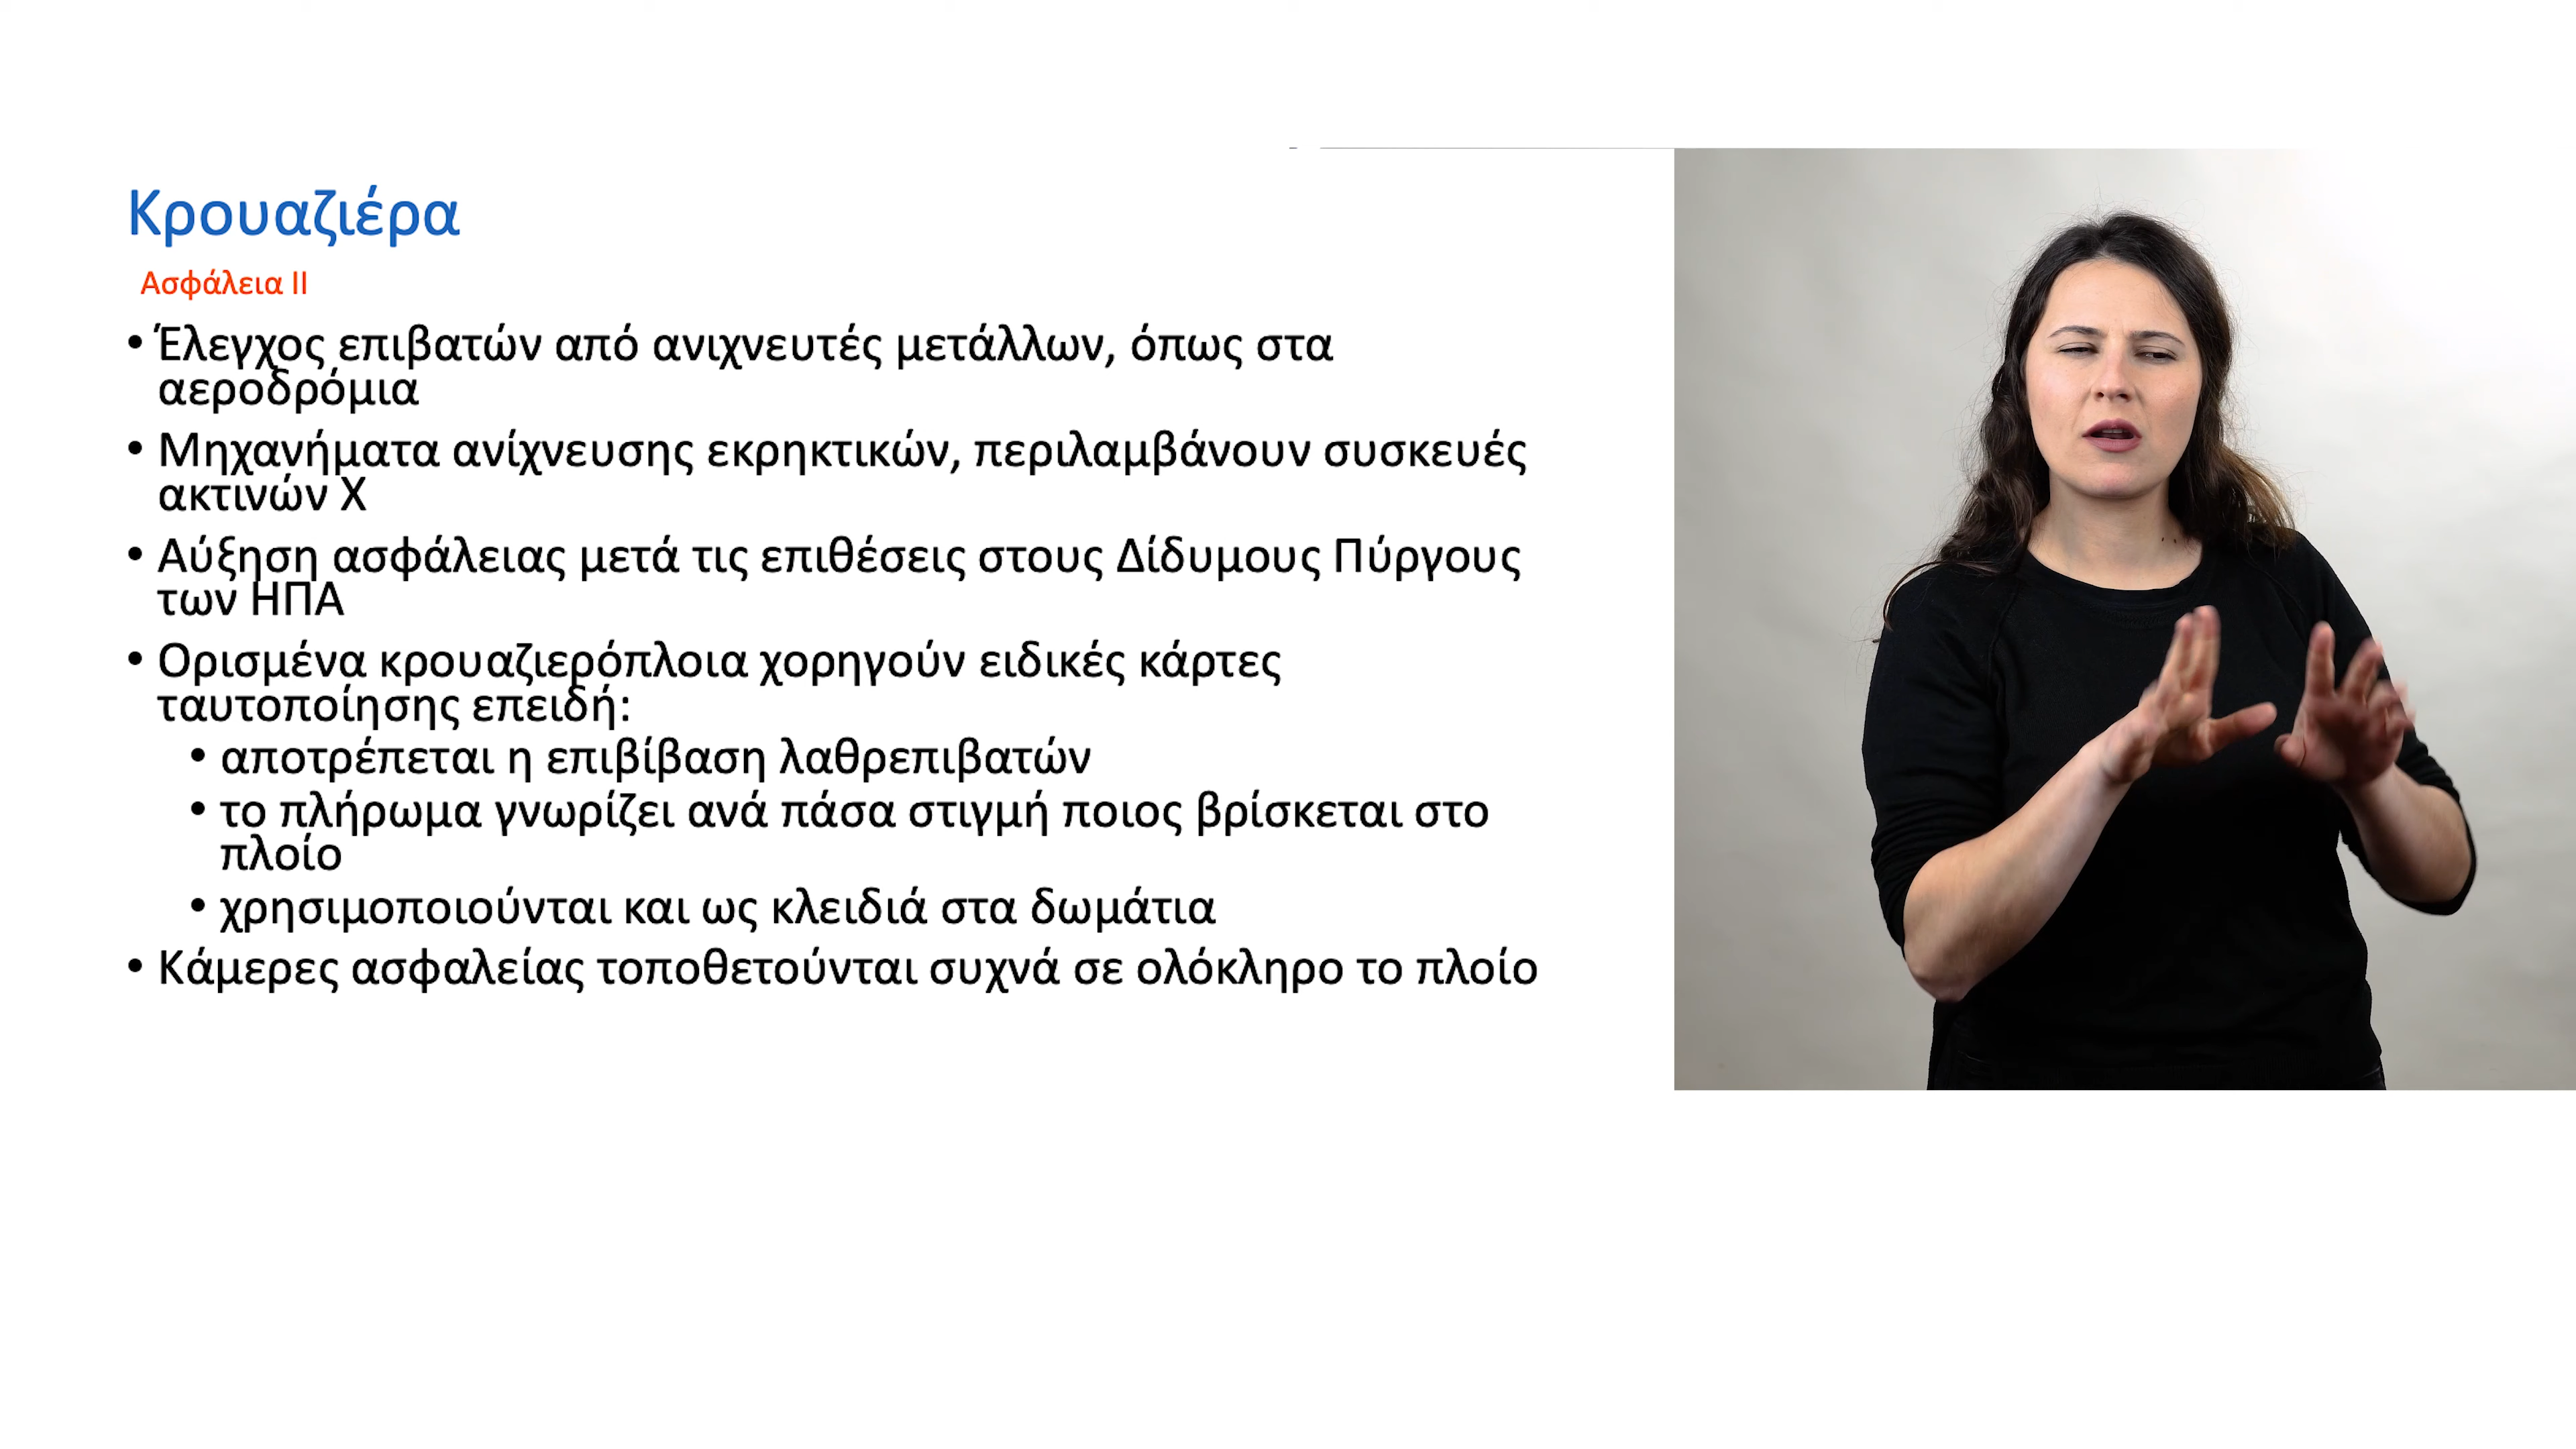 Κρουαζιέρα
Ασφάλεια ΙΙ
• Έλεγχος επιβατών από ανιχνευτές μετάλλων, όπως στα
αεροδρόμια
• Μηχανήματα ανίχνευσης εκρηκτικών, περιλαμβάνουν συσκευές
ακτινών Χ
• Αύξηση ασφάλειας μετά τις επιθέσεις στους Δίδυμους Πύργους
των ΗΠΑ
• Ορισμένα κρουαζιερόπλοια χορηγούν ειδικές κάρτες
ταυτοποίησης επειδή:
• αποτρέπεται η επιβίβαση λαθρεπιβατών
• το πλήρωμα γνωρίζει ανά πάσα στιγμή ποιος βρίσκεται στο
πλοίο
• χρησιμοποιούνται και ως κλειδιά στα δωμάτια
• Κάμερες ασφαλείας τοποθετούνται συχνά σε ολόκληρο το πλοίο